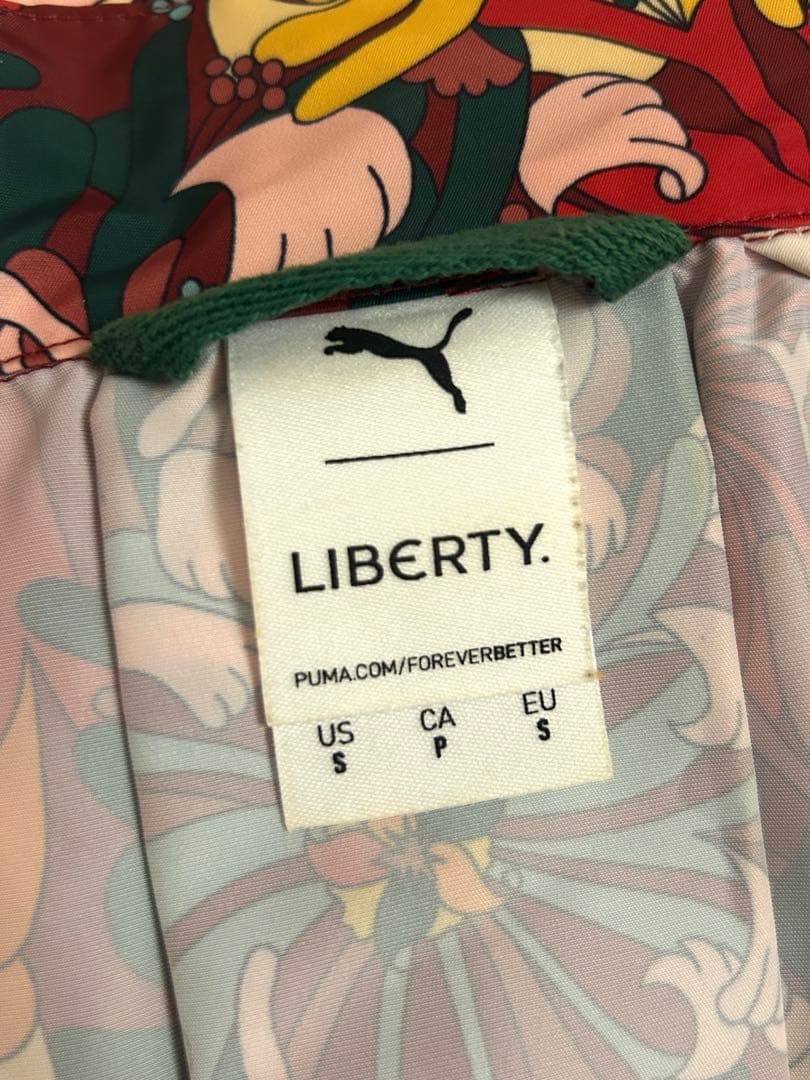 LIBERTY.
PUMA.COM/FOREVERBETTER
US CA EU
S P S